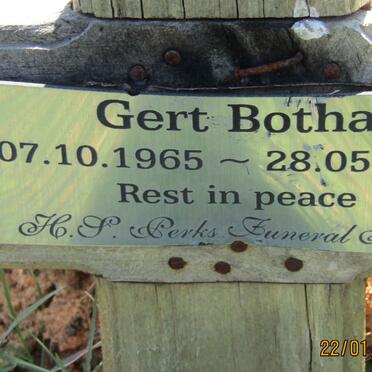 Gert Botha
07.10.1965 ~ 28.05
Rest in peace
H.S. Perks Funeral
22/01